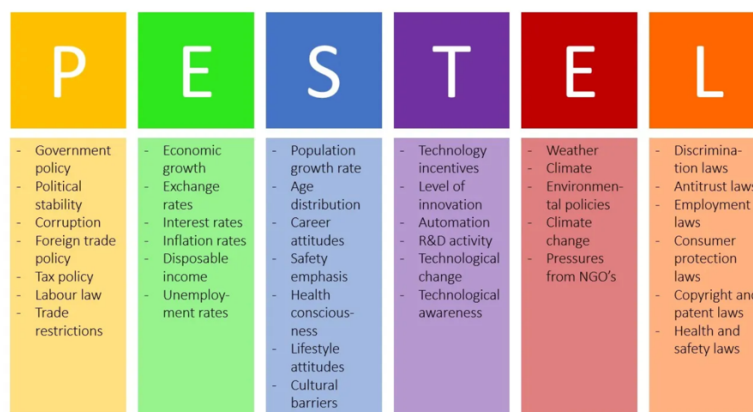 P
E
S
T
E
L
- Government
policy
- Political
stability
- Corruption
- Foreign trade
policy
- Tax policy
- Labour law
- Trade
restrictions
- Economic
growth
- Exchange
rates
- Interest rates
- Inflation rates
- Disposable
income
- Unemploy-
ment rates
- Population
growth rate
- Age
distribution
- Career
attitudes
- Safety
emphasis
- Health
conscious-
ness
- Lifestyle
attitudes
- Cultural
barriers
- Technology
incentives
- Level of
innovation
- Automation
- R&D activity
- Technological
change
- Technological
awareness
- Weather
- Climate
- Environmen-
tal policies
- Climate
change
- Pressures
from NGO's
- Discrimina-
tion laws
- Antitrust laws
- Employment
laws
- Consumer
protection
laws
- Copyright and
patent laws
- Health and
safety laws